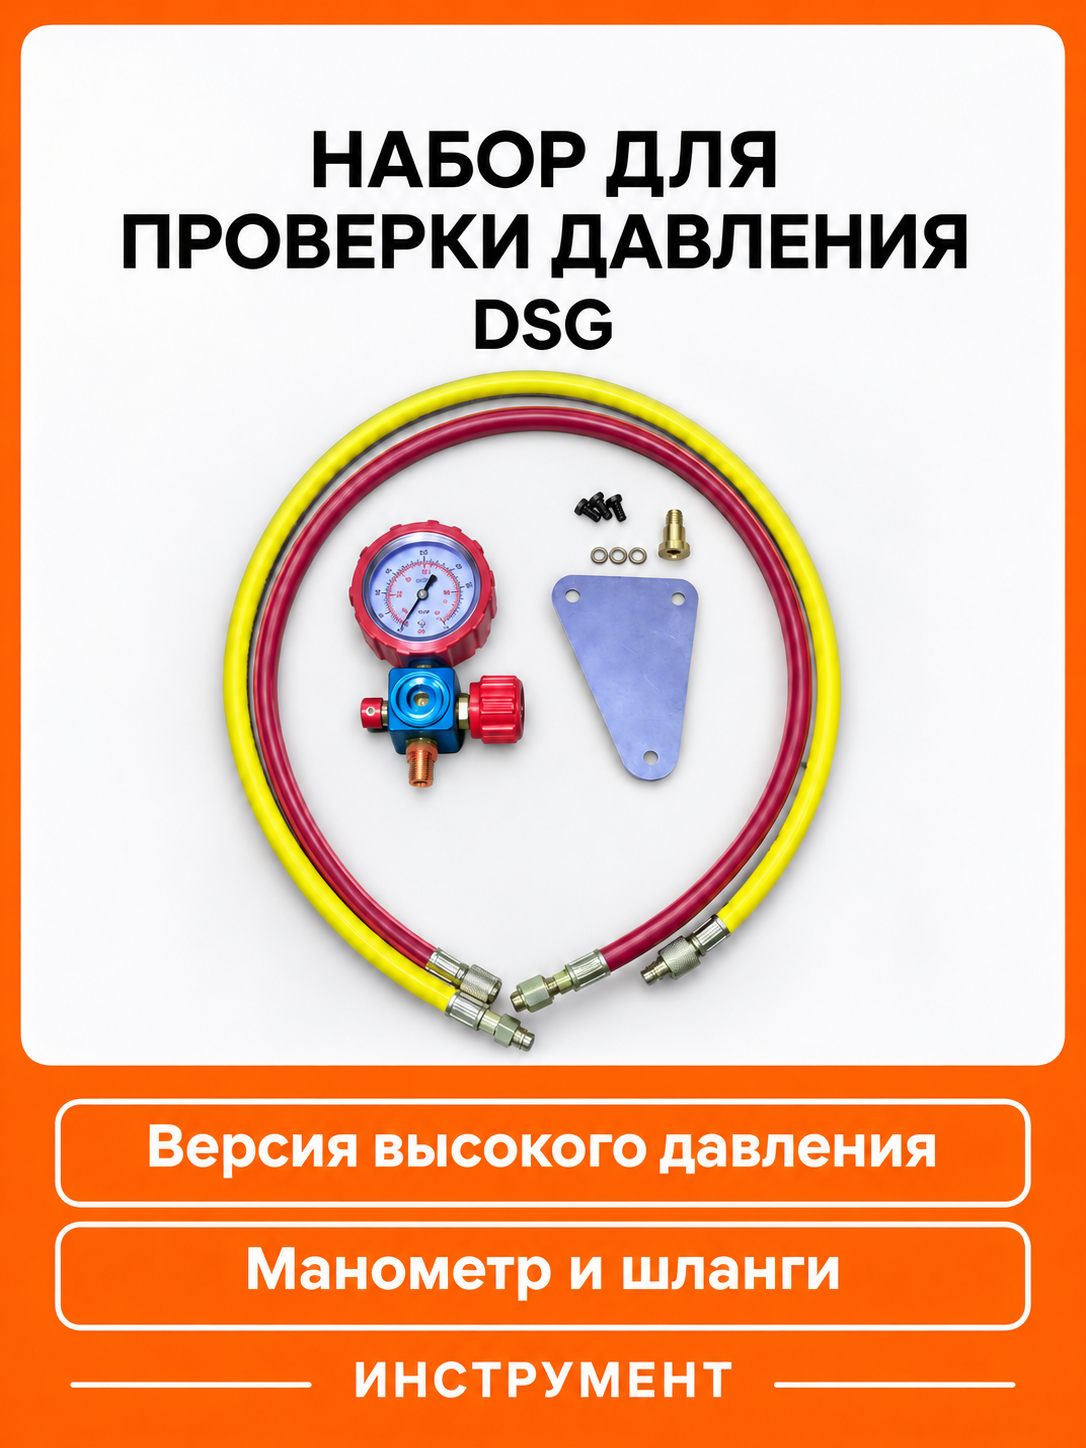 НАБОР ДЛЯ
ПРОВЕРКИ ДАВЛЕНИЯ
DSG
Версия высокого давления
Манометр и шланги
ИНСТРУМЕНТ